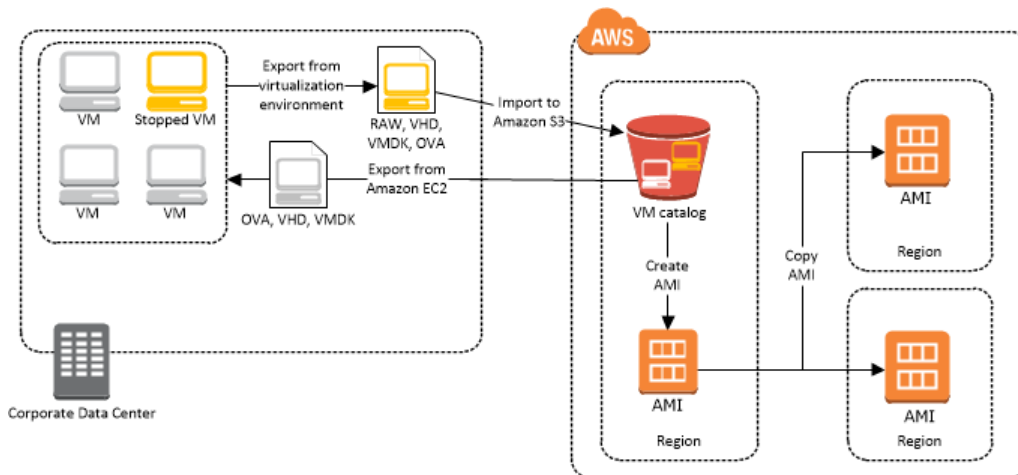 VM
Stopped VM
VM
VM
Export from
virtualization
environment
RAW, VHD,
VMDK, OVA
OVA, VHD, VMDK
Export from
Amazon EC2
Corporate Data Center
Import to
Amazon S3
AWS
VM catalog
Create
AMI
AMI
Region
Copy
AMI
AMI
Region
AMI
Region